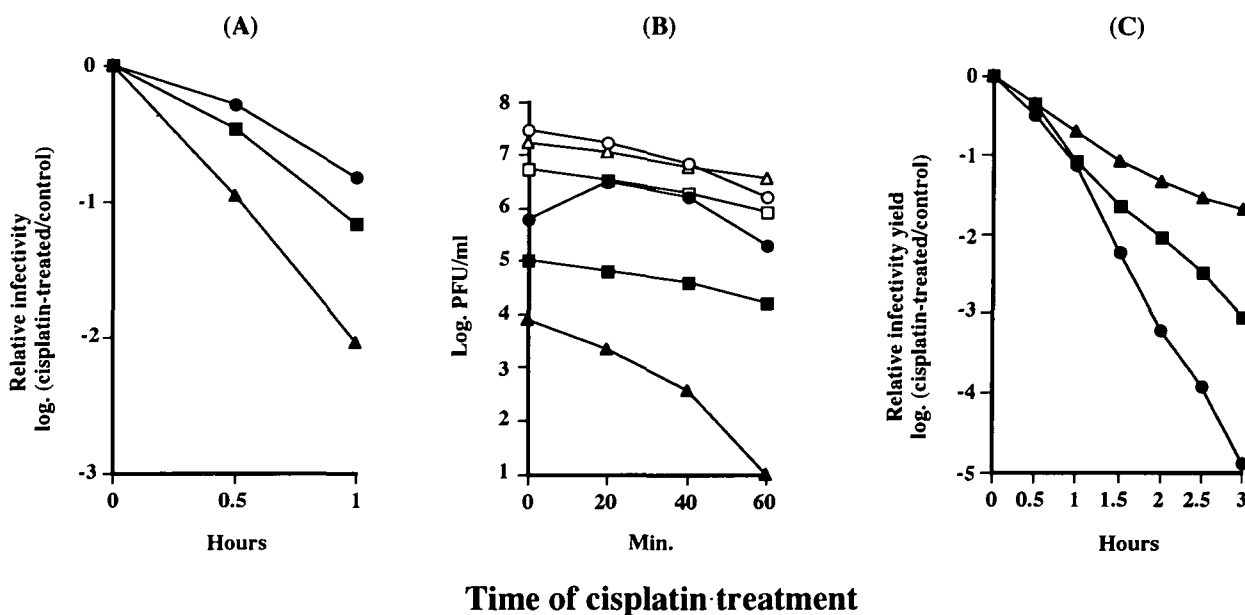 (A)
Relative infectivity
log. (cisplatin-treated/control)
0
-1
-2
-3
0
0.5
1
Hours
(B)
Log. PFU/ml
8
7
6
5
4
3
2
1
0
20
40
60
Min.
(C)
Relative infectivity yield
log. (cisplatin-treated/control)
0
-1
-2
-3
-4
-5
0
0.5
1
1.5
2
2.5
3
Hours
Time of cisplatin treatment